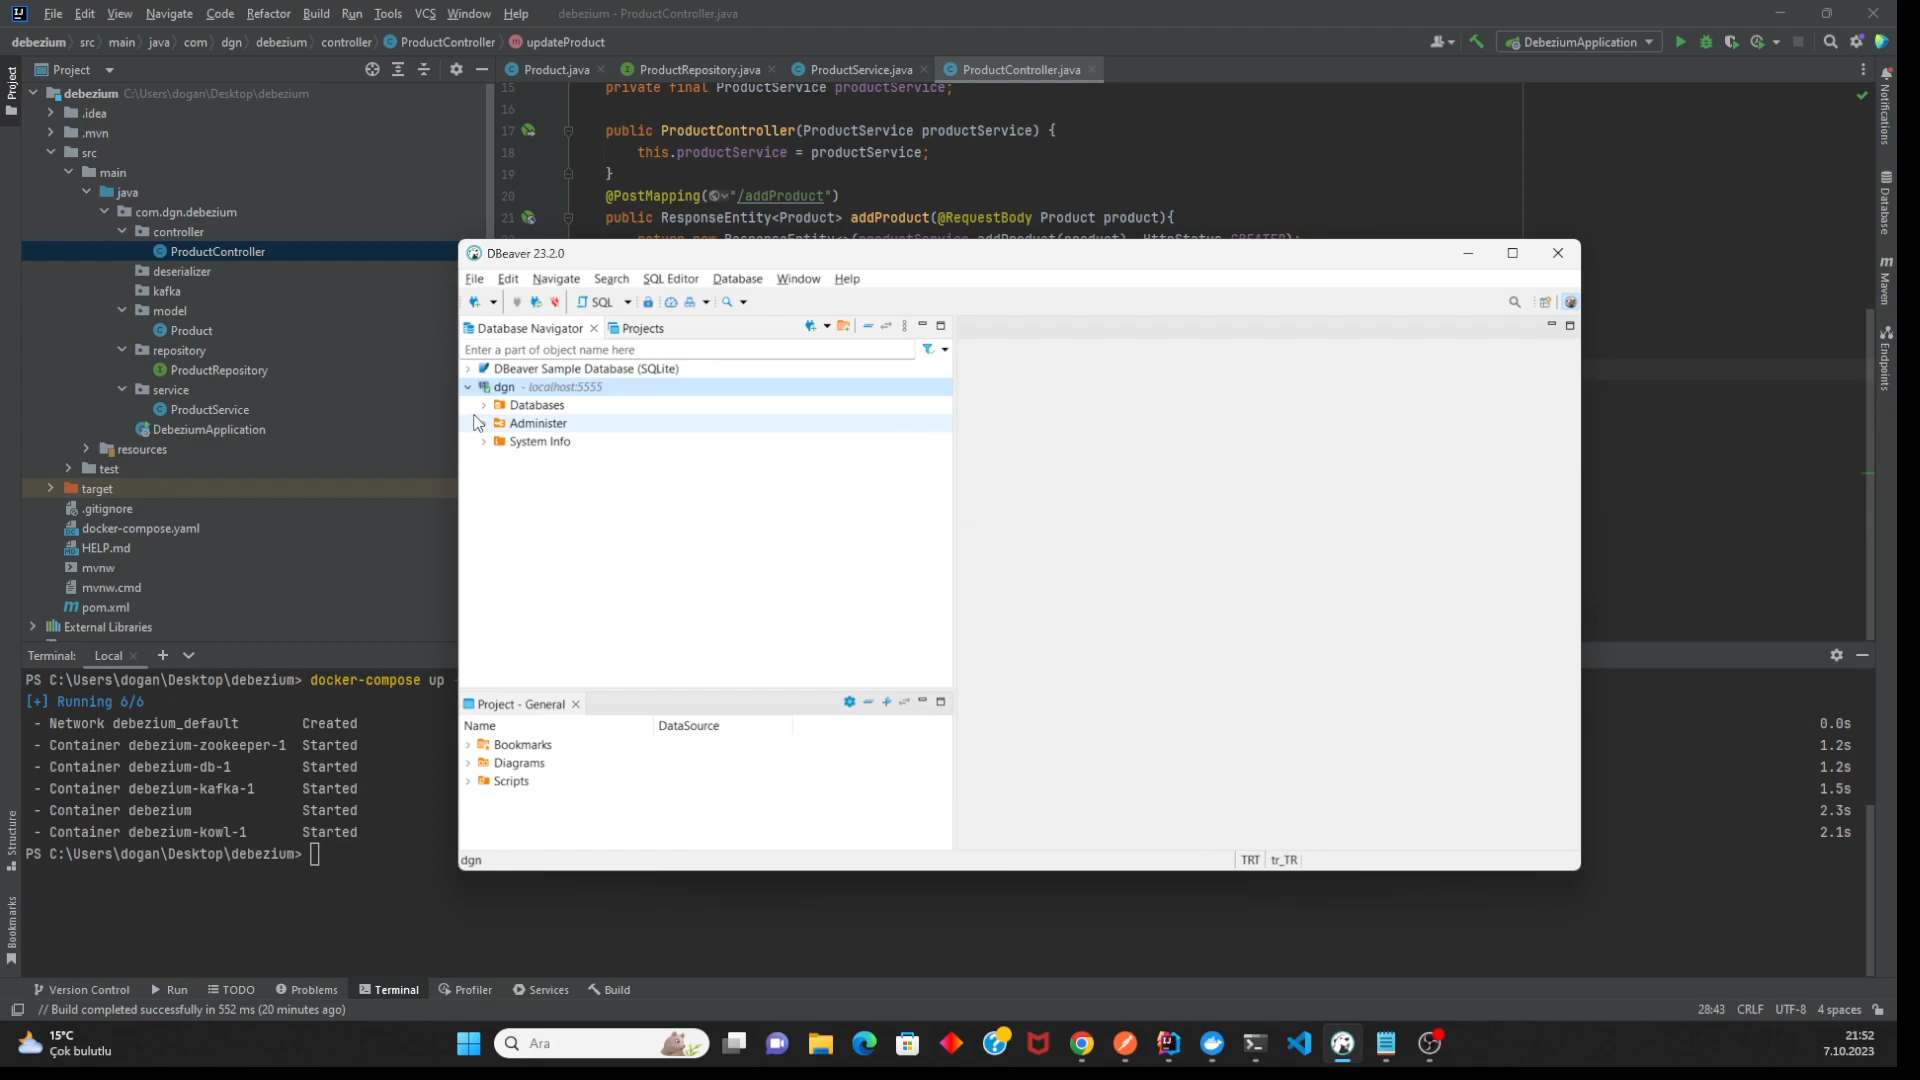 File Edit View Navigate Code Refactor Build Run Tools VCS Window Help debezium - ProductController.java
debezium src main java com dgn debezium controller ProductController updateProduct
DebeziumApplication
Project
Product.java ProductRepository.java ProductService.java ProductController.java
debezium C:\Users\dogan\Desktop\debezium
.idea
.mvn
src
main
java
com.dgn.debezium
controller
ProductController
deserializer
kafka
model
Product
repository
ProductRepository
service
ProductService
DebeziumApplication
resources
test
target
.gitignore
docker-compose.yaml
HELP.md
mvnw
mvnw.cmd
pom.xml
External Libraries
15 private final ProductService productService;
16
17 public ProductController(ProductService productService) {
18 this.productService = productService;
19 }
20 @PostMapping("/addProduct")
21 public ResponseEntity<Product> addProduct(@RequestBody Product product){
DBeaver 23.2.0
File Edit Navigate Search SQL Editor Database Window Help
SQL
Database Navigator Projects
Enter a part of object name here
DBeaver Sample Database (SQLite)
dgn - localhost:5555
Databases
Administer
System Info
Project - General
Name DataSource
Bookmarks
Diagrams
Scripts
dgn TRT tr_TR
Terminal: Local
PS C:\Users\dogan\Desktop\debezium> docker-compose up
[+] Running 6/6
- Network debezium_default Created 0.0s
- Container debezium-zookeeper-1 Started 1.2s
- Container debezium-db-1 Started 1.2s
- Container debezium-kafka-1 Started 1.5s
- Container debezium Started 2.3s
- Container debezium-kowl-1 Started 2.1s
PS C:\Users\dogan\Desktop\debezium>
Project
Structure
Bookmarks
Notifications
Database
Maven
Endpoints
Version Control Run TODO Problems Terminal Profiler Services Build
// Build completed successfully in 552 ms (20 minutes ago) 28:43 CRLF UTF-8 4 spaces
15°C
Çok bulutlu
Ara
21:52
7.10.2023